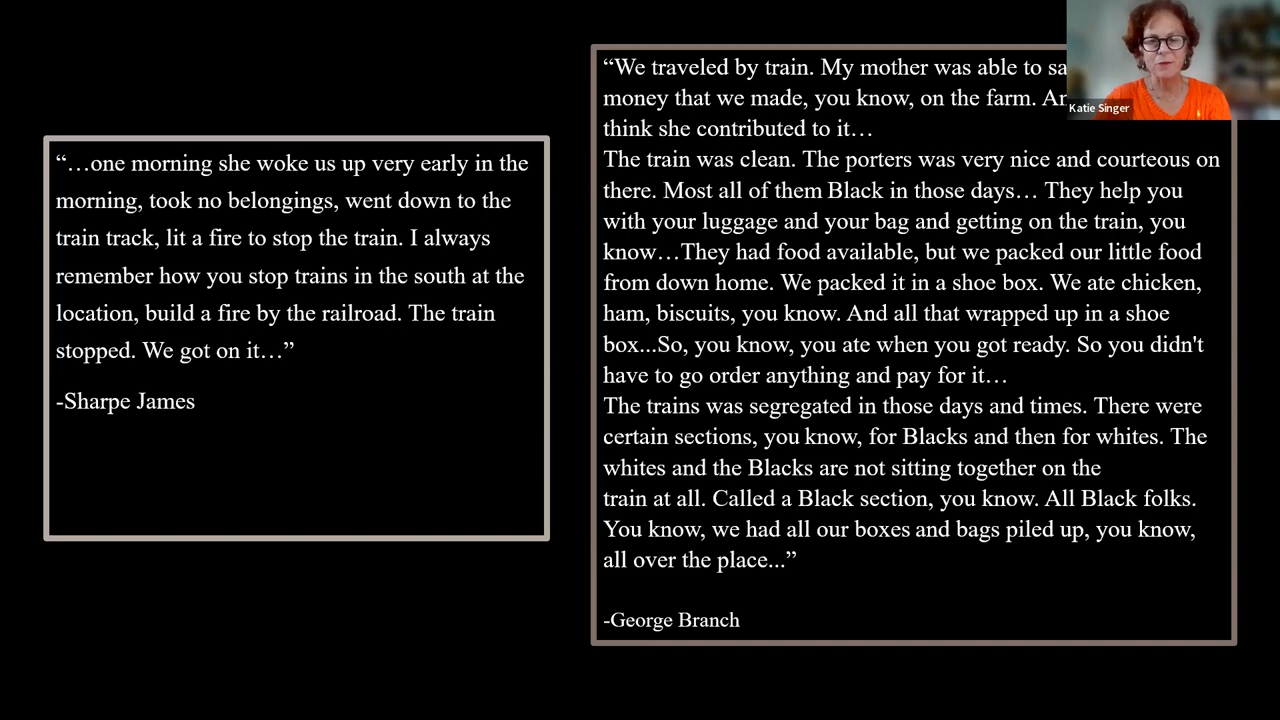 “…one morning she woke us up very early in the
morning, took no belongings, went down to the
train track, lit a fire to stop the train. I always
remember how you stop trains in the south at the
location, build a fire by the railroad. The train
stopped. We got on it…”
-Sharpe James
“We traveled by train. My mother was able to
money that we made, you know, on the farm.
think she contributed to it…
The train was clean. The porters was very nice and courteous on
there. Most all of them Black in those days… They help you
with your luggage and your bag and getting on the train, you
know…They had food available, but we packed our little food
from down home. We packed it in a shoe box. We ate chicken,
ham, biscuits, you know. And all that wrapped up in a shoe
box...So, you know, you ate when you got ready. So you didn't
have to go order anything and pay for it…
The trains was segregated in those days and times. There were
certain sections, you know, for Blacks and then for whites. The
whites and the Blacks are not sitting together on the
train at all. Called a Black section, you know. All Black folks.
You know, we had all our boxes and bags piled up, you know,
all over the place...”
-George Branch
Katie Singer